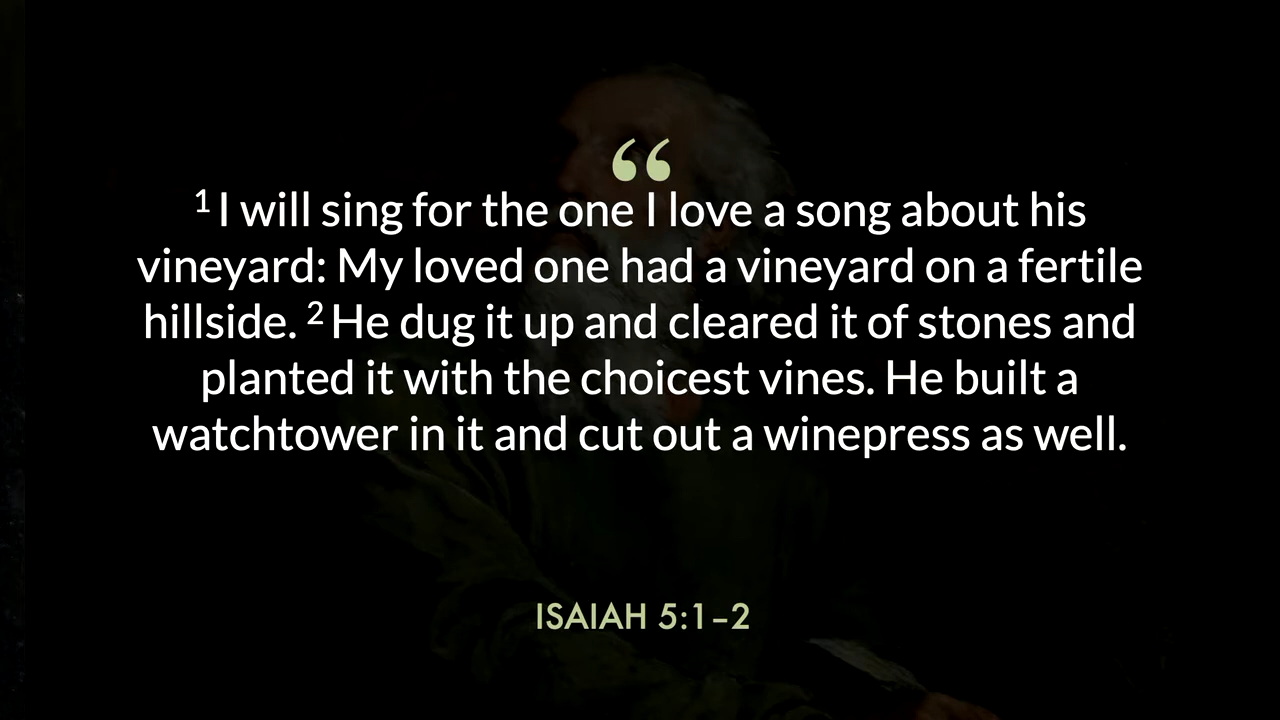 “
1 I will sing for the one I love a song about his
vineyard: My loved one had a vineyard on a fertile
hillside. 2 He dug it up and cleared it of stones and
planted it with the choicest vines. He built a
watchtower in it and cut out a winepress as well.
ISAIAH 5:1–2